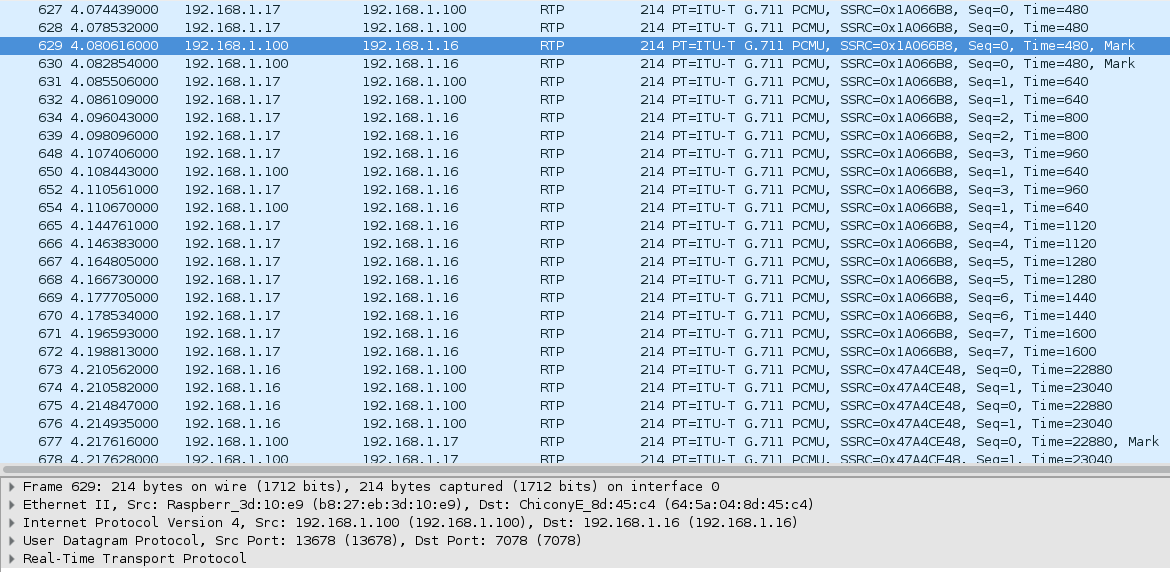 627 4.074439000 192.168.1.17 192.168.1.100 RTP 214 PT=ITU-T G.711 PCMU, SSRC=0x1A066B8, Seq=0, Time=480
628 4.078532000 192.168.1.17 192.168.1.100 RTP 214 PT=ITU-T G.711 PCMU, SSRC=0x1A066B8, Seq=0, Time=480
629 4.080616000 192.168.1.100 192.168.1.16 RTP 214 PT=ITU-T G.711 PCMU, SSRC=0x1A066B8, Seq=0, Time=480, Mark
630 4.082854000 192.168.1.100 192.168.1.16 RTP 214 PT=ITU-T G.711 PCMU, SSRC=0x1A066B8, Seq=0, Time=480, Mark
631 4.085506000 192.168.1.17 192.168.1.100 RTP 214 PT=ITU-T G.711 PCMU, SSRC=0x1A066B8, Seq=1, Time=640
632 4.086109000 192.168.1.17 192.168.1.100 RTP 214 PT=ITU-T G.711 PCMU, SSRC=0x1A066B8, Seq=1, Time=640
634 4.096043000 192.168.1.17 192.168.1.16 RTP 214 PT=ITU-T G.711 PCMU, SSRC=0x1A066B8, Seq=2, Time=800
639 4.098096000 192.168.1.17 192.168.1.16 RTP 214 PT=ITU-T G.711 PCMU, SSRC=0x1A066B8, Seq=2, Time=800
648 4.107406000 192.168.1.17 192.168.1.16 RTP 214 PT=ITU-T G.711 PCMU, SSRC=0x1A066B8, Seq=3, Time=960
650 4.108443000 192.168.1.100 192.168.1.16 RTP 214 PT=ITU-T G.711 PCMU, SSRC=0x1A066B8, Seq=1, Time=640
652 4.110561000 192.168.1.17 192.168.1.16 RTP 214 PT=ITU-T G.711 PCMU, SSRC=0x1A066B8, Seq=3, Time=960
654 4.110670000 192.168.1.100 192.168.1.16 RTP 214 PT=ITU-T G.711 PCMU, SSRC=0x1A066B8, Seq=1, Time=640
665 4.144761000 192.168.1.17 192.168.1.16 RTP 214 PT=ITU-T G.711 PCMU, SSRC=0x1A066B8, Seq=4, Time=1120
666 4.146383000 192.168.1.17 192.168.1.16 RTP 214 PT=ITU-T G.711 PCMU, SSRC=0x1A066B8, Seq=4, Time=1120
667 4.164805000 192.168.1.17 192.168.1.16 RTP 214 PT=ITU-T G.711 PCMU, SSRC=0x1A066B8, Seq=5, Time=1280
668 4.166730000 192.168.1.17 192.168.1.16 RTP 214 PT=ITU-T G.711 PCMU, SSRC=0x1A066B8, Seq=5, Time=1280
669 4.177705000 192.168.1.17 192.168.1.16 RTP 214 PT=ITU-T G.711 PCMU, SSRC=0x1A066B8, Seq=6, Time=1440
670 4.178534000 192.168.1.17 192.168.1.16 RTP 214 PT=ITU-T G.711 PCMU, SSRC=0x1A066B8, Seq=6, Time=1440
671 4.196593000 192.168.1.17 192.168.1.16 RTP 214 PT=ITU-T G.711 PCMU, SSRC=0x1A066B8, Seq=7, Time=1600
672 4.198813000 192.168.1.17 192.168.1.16 RTP 214 PT=ITU-T G.711 PCMU, SSRC=0x1A066B8, Seq=7, Time=1600
673 4.210562000 192.168.1.16 192.168.1.100 RTP 214 PT=ITU-T G.711 PCMU, SSRC=0x47A4CE48, Seq=0, Time=22880
674 4.210582000 192.168.1.16 192.168.1.100 RTP 214 PT=ITU-T G.711 PCMU, SSRC=0x47A4CE48, Seq=1, Time=23040
675 4.214847000 192.168.1.16 192.168.1.100 RTP 214 PT=ITU-T G.711 PCMU, SSRC=0x47A4CE48, Seq=0, Time=22880
676 4.214935000 192.168.1.16 192.168.1.100 RTP 214 PT=ITU-T G.711 PCMU, SSRC=0x47A4CE48, Seq=1, Time=23040
677 4.217616000 192.168.1.100 192.168.1.17 RTP 214 PT=ITU-T G.711 PCMU, SSRC=0x47A4CE48, Seq=0, Time=22880, Mark
678 4.217628000 192.168.1.100 192.168.1.17 RTP 214 PT=ITU-T G.711 PCMU, SSRC=0x47A4CE48, Seq=1, Time=23040
Frame 629: 214 bytes on wire (1712 bits), 214 bytes captured (1712 bits) on interface 0
Ethernet II, Src: Raspberr_3d:10:e9 (b8:27:eb:3d:10:e9), Dst: ChiconyE_8d:45:c4 (64:5a:04:8d:45:c4)
Internet Protocol Version 4, Src: 192.168.1.100 (192.168.1.100), Dst: 192.168.1.16 (192.168.1.16)
User Datagram Protocol, Src Port: 13678 (13678), Dst Port: 7078 (7078)
Real-Time Transport Protocol